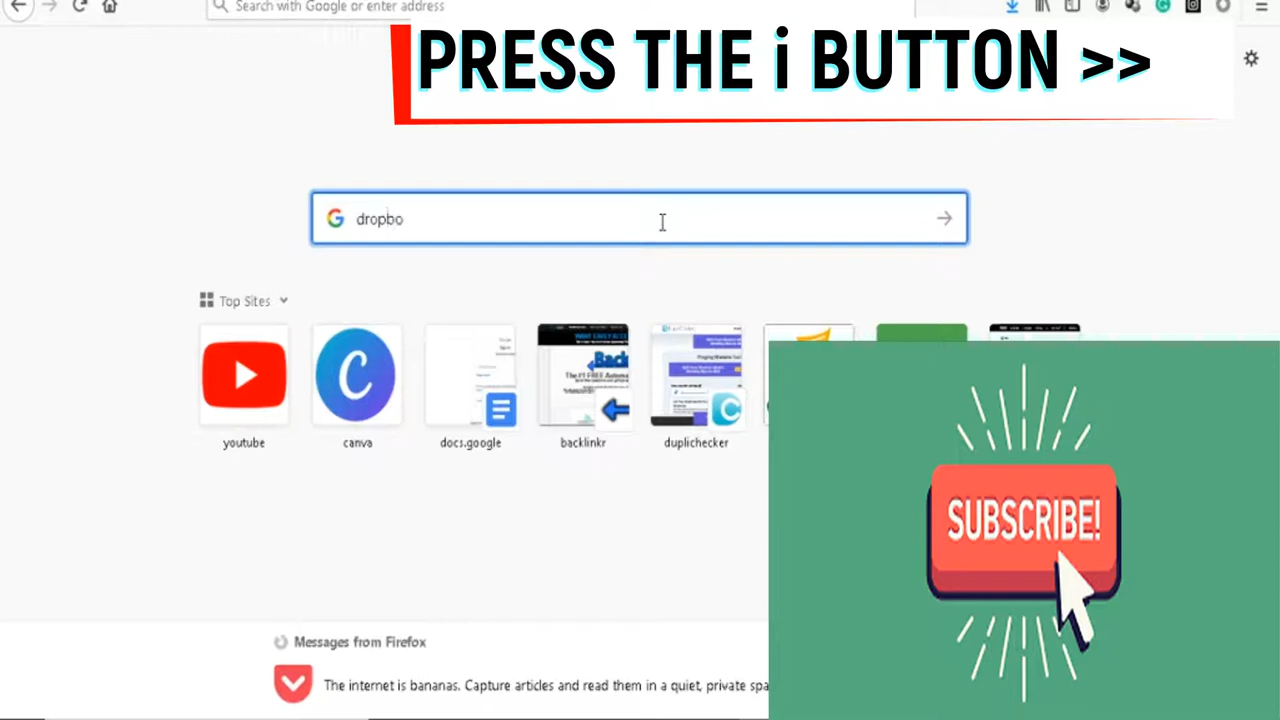 Search with Google or enter address
PRESS THE i BUTTON >>
dropbo
Top Sites
youtube
canva
docs.google
backlinkr
duplichecker
SUBSCRIBE!
Messages from Firefox
The internet is bananas. Capture articles and read them in a quiet, private spa